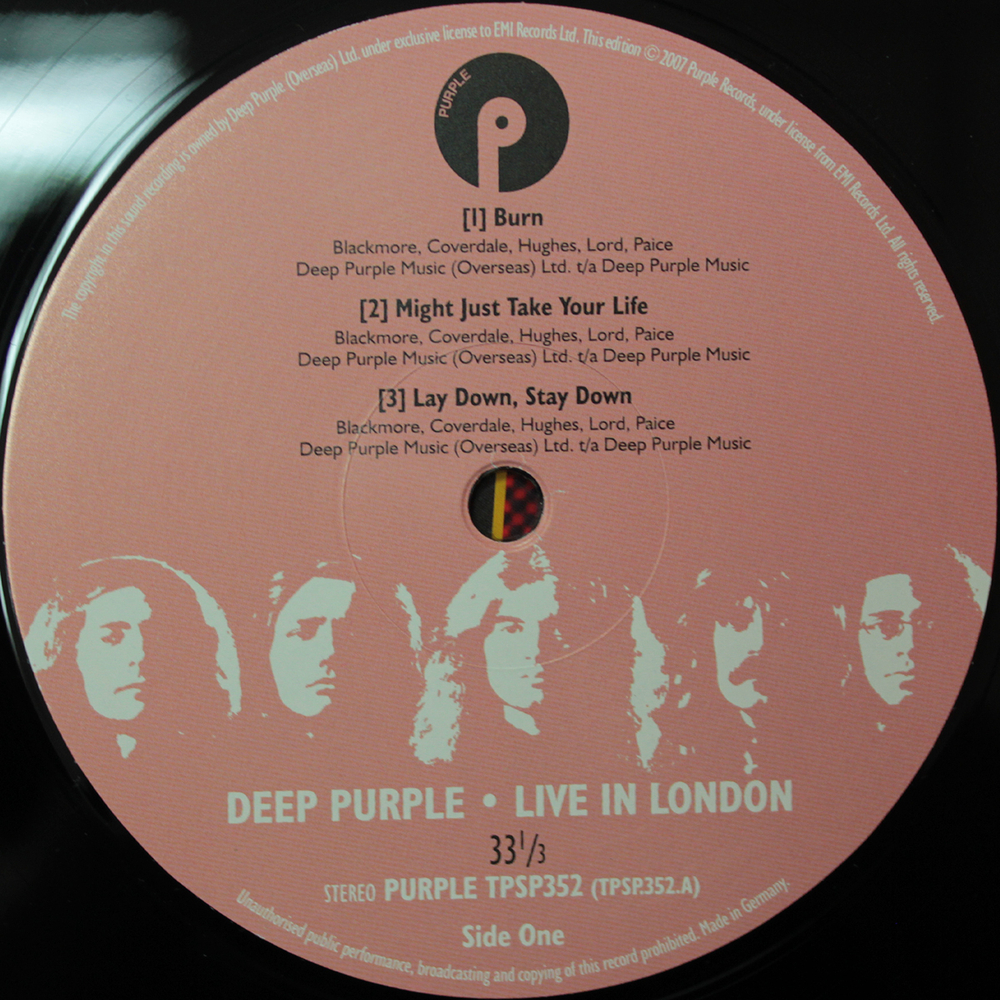 The copyright in this sound recording is owned by Deep Purple (Overseas) Ltd. under exclusive license to EMI Records Ltd. This edition © 2007 Purple Records, under license from EMI Records Ltd. All rights reserved.
PURPLE
P
[1] Burn
Blackmore, Coverdale, Hughes, Lord, Paice
Deep Purple Music (Overseas) Ltd. t/a Deep Purple Music
[2] Might Just Take Your Life
Blackmore, Coverdale, Hughes, Lord, Paice
Deep Purple Music (Overseas) Ltd. t/a Deep Purple Music
[3] Lay Down, Stay Down
Blackmore, Coverdale, Hughes, Lord, Paice
Deep Purple Music (Overseas) Ltd. t/a Deep Purple Music
DEEP PURPLE • LIVE IN LONDON
33 1/3
STEREO PURPLE TPSP352 (TPSP.352.A)
Side One
Unauthorised public performance, broadcasting and copying of this record prohibited. Made in Germany.